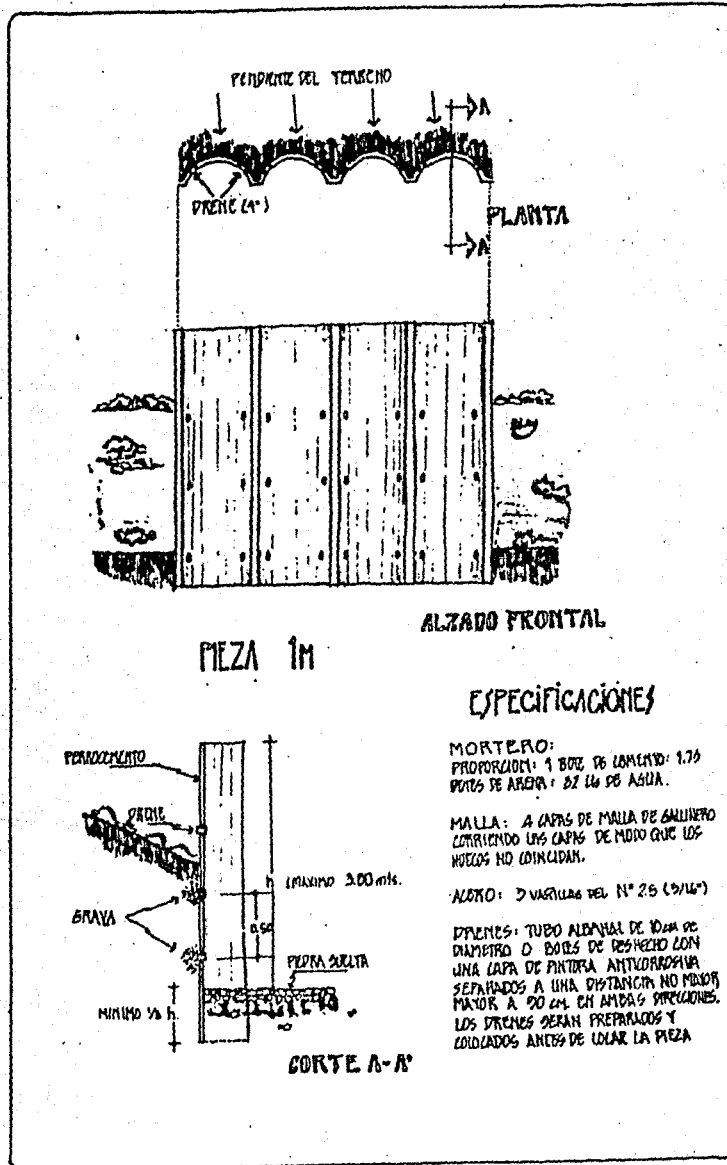 PENDIENTE DEL TERRENO
A
DRENE (4")
PLANTA
A'
ALZADO FRONTAL
PIEZA 1M
ESPECIFICACIONES
MORTERO:
PROPORCION: 1 BOTE DE CEMENTO: 1.75
BOTES DE ARENA: 32 Lts DE AGUA.
MALLA: 4 CAPAS DE MALLA DE GALLINERO
CORRIENDO LAS CAPAS DE MODO QUE LOS
HUECOS NO COINCIDAN.
ACERO: 3 VARILLAS DEL Nº 2.5 (5/16")
DRENES: TUBO ALBAÑAL DE 10 cm DE
DIAMETRO O BOTES DE DESHECHO CON
UNA CAPA DE PINTURA ANTICORROSIVA
SEPARADOS A UNA DISTANCIA NO MAYOR
MAYOR A 50 cm. EN AMBAS DIRECCIONES.
LOS DRENES SERAN PREPARADOS Y
COLOCADOS ANTES DE COLAR LA PIEZA
FERROCEMENTO
DRENE
GRAVA
h (MAXIMO 3.00 mts.
0.50
PIEDRA SUELTA
MINIMO 1/3 h.
CORTE A-A'